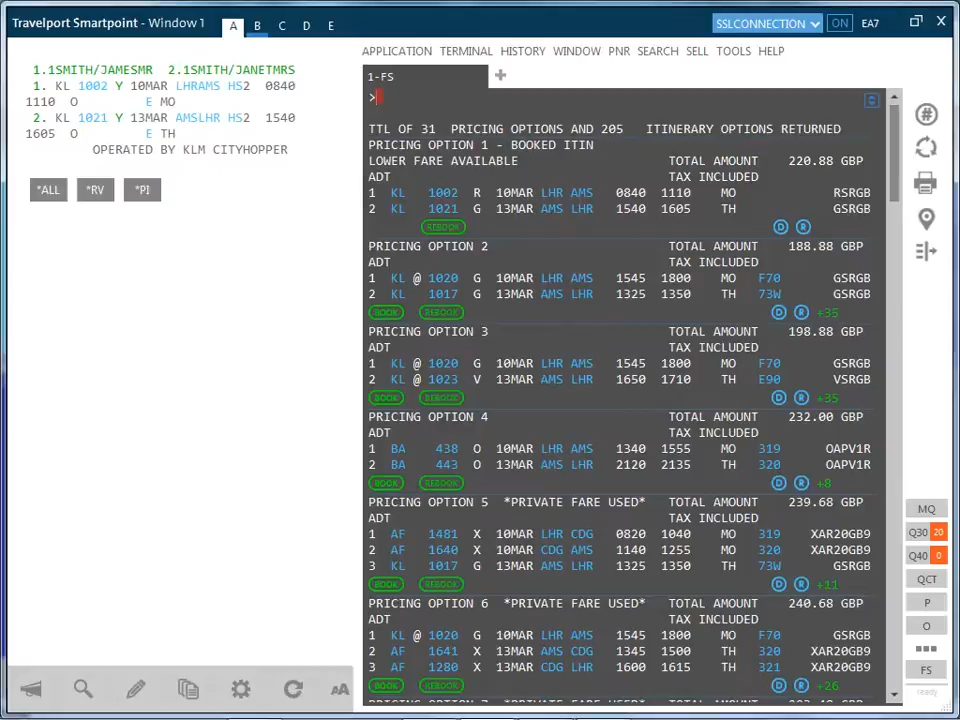 Travelport Smartpoint - Window 1
A B C D E
SSLCONNECTION ON EA7 X
APPLICATION TERMINAL HISTORY WINDOW PNR SEARCH SELL TOOLS HELP
1.1SMITH/JAMESMR 2.1SMITH/JANETMRS
1. KL 1002 Y 10MAR LHRAMS HS2 0840
1110 O E MO
2. KL 1021 Y 13MAR AMSLHR HS2 1540
1605 O E TH
OPERATED BY KLM CITYHOPPER
*ALL *RV *PI
1-FS
>
TTL OF 31 PRICING OPTIONS AND 205 ITINERARY OPTIONS RETURNED
PRICING OPTION 1 - BOOKED ITIN
LOWER FARE AVAILABLE TOTAL AMOUNT 220.88 GBP
ADT TAX INCLUDED
1 KL 1002 R 10MAR LHR AMS 0840 1110 MO RSRGB
2 KL 1021 G 13MAR AMS LHR 1540 1605 TH GSRGB
REBOOK D R
PRICING OPTION 2 TOTAL AMOUNT 188.88 GBP
ADT TAX INCLUDED
1 KL @ 1020 G 10MAR LHR AMS 1545 1800 MO F70 GSRGB
2 KL 1017 G 13MAR AMS LHR 1325 1350 TH 73W GSRGB
BOOK REBOOK D R +35
PRICING OPTION 3 TOTAL AMOUNT 198.88 GBP
ADT TAX INCLUDED
1 KL @ 1020 G 10MAR LHR AMS 1545 1800 MO F70 GSRGB
2 KL @ 1023 V 13MAR AMS LHR 1650 1710 TH E90 VSRGB
BOOK REBOOK D R +35
PRICING OPTION 4 TOTAL AMOUNT 232.00 GBP
ADT TAX INCLUDED
1 BA 438 O 10MAR LHR AMS 1340 1555 MO 319 OAPV1R
2 BA 443 O 13MAR AMS LHR 2120 2135 TH 320 OAPV1R
BOOK REBOOK D R +8
PRICING OPTION 5 *PRIVATE FARE USED* TOTAL AMOUNT 239.68 GBP
ADT TAX INCLUDED
1 AF 1481 X 10MAR LHR CDG 0820 1040 MO 319 XAR20GB9
2 AF 1640 X 10MAR CDG AMS 1140 1255 MO 320 XAR20GB9
3 KL 1017 G 13MAR AMS LHR 1325 1350 TH 73W GSRGB
BOOK REBOOK D R +11
PRICING OPTION 6 *PRIVATE FARE USED* TOTAL AMOUNT 240.68 GBP
ADT TAX INCLUDED
1 KL @ 1020 G 10MAR LHR AMS 1545 1800 MO F70 GSRGB
2 AF 1641 X 13MAR AMS CDG 1345 1500 TH 320 XAR20GB9
3 AF 1280 X 13MAR CDG LHR 1600 1615 TH 321 XAR20GB9
BOOK REBOOK D R +26
#
MQ
Q30 20
Q40 0
QCT
P
O
FS
ready
AA